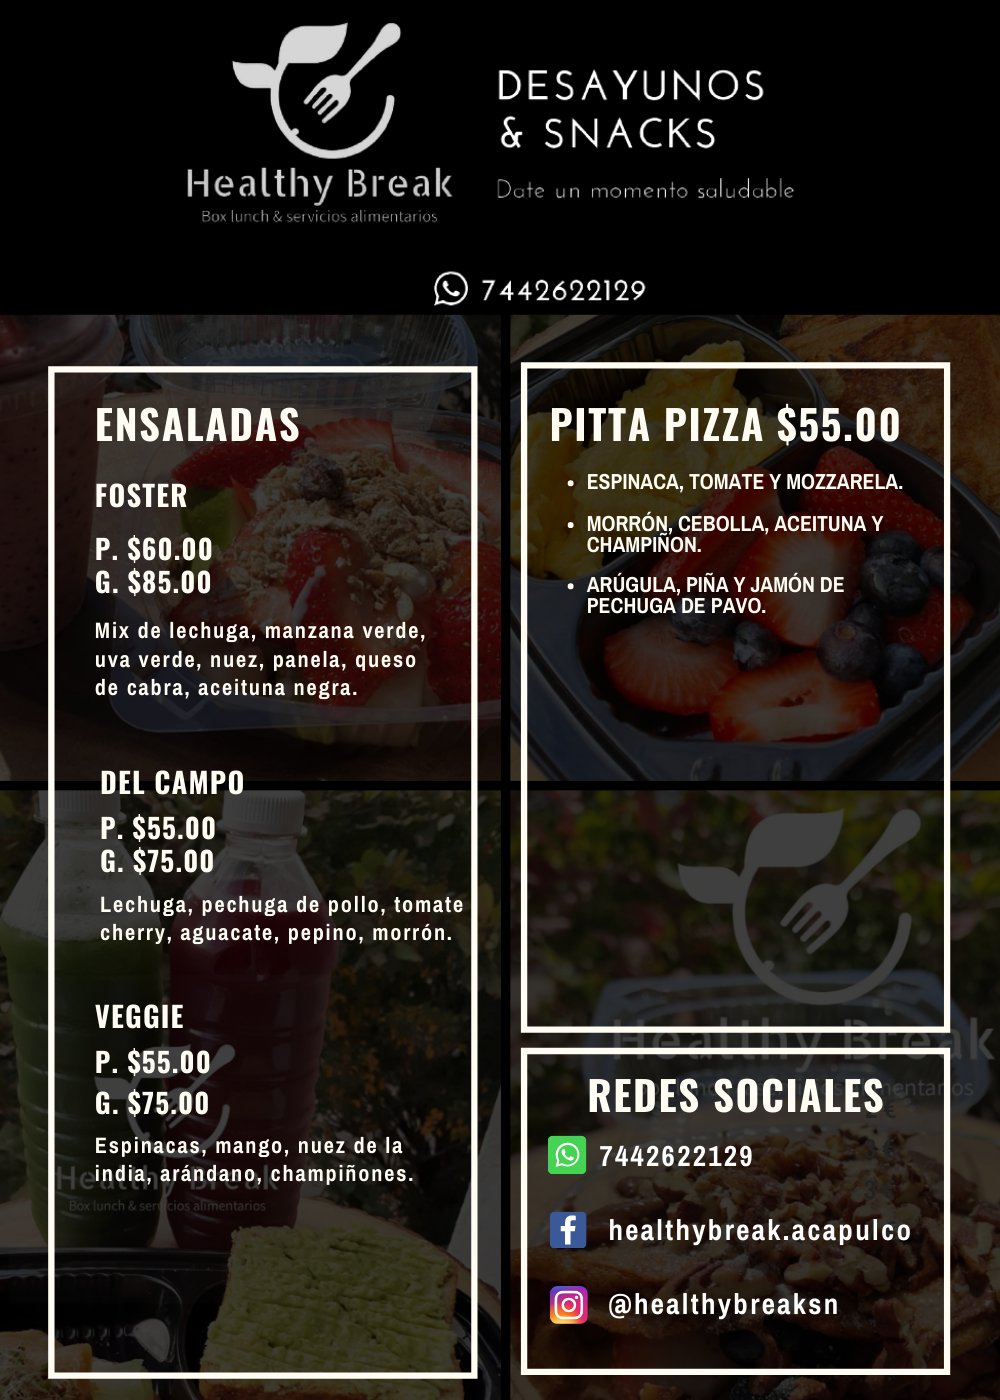 Healthy Break
Box lunch & servicios alimentarios
DESAYUNOS
& SNACKS
Date un momento saludable
7442622129
ENSALADAS
FOSTER
P. $60.00
G. $85.00
Mix de lechuga, manzana verde,
uva verde, nuez, panela, queso
de cabra, aceituna negra.
DEL CAMPO
P. $55.00
G. $75.00
Lechuga, pechuga de pollo, tomate
cherry, aguacate, pepino, morrón.
VEGGIE
P. $55.00
G. $75.00
Espinacas, mango, nuez de la
india, arándano, champiñones.
Healthy Break
Box lunch & servicios alimentarios
PITTA PIZZA $55.00
• ESPINACA, TOMATE Y MOZZARELA.
• MORRÓN, CEBOLLA, ACEITUNA Y
CHAMPIÑON.
• ARÚGULA, PIÑA Y JAMÓN DE
PECHUGA DE PAVO.
Healthy Break
REDES SOCIALES
7442622129
healthybreak.acapulco
@healthybreaksn